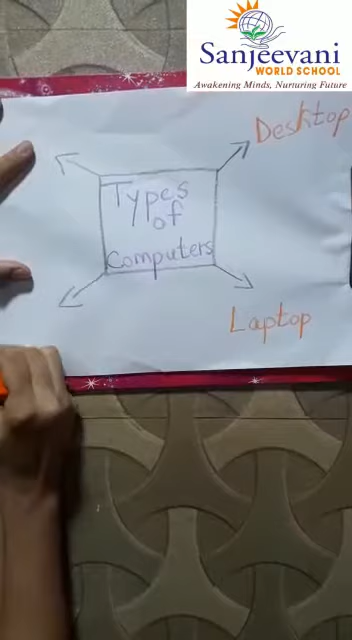 Sanjeevani
WORLD SCHOOL
Awakening Minds, Nurturing Future
Desktop
Types
of
Computers
Laptop